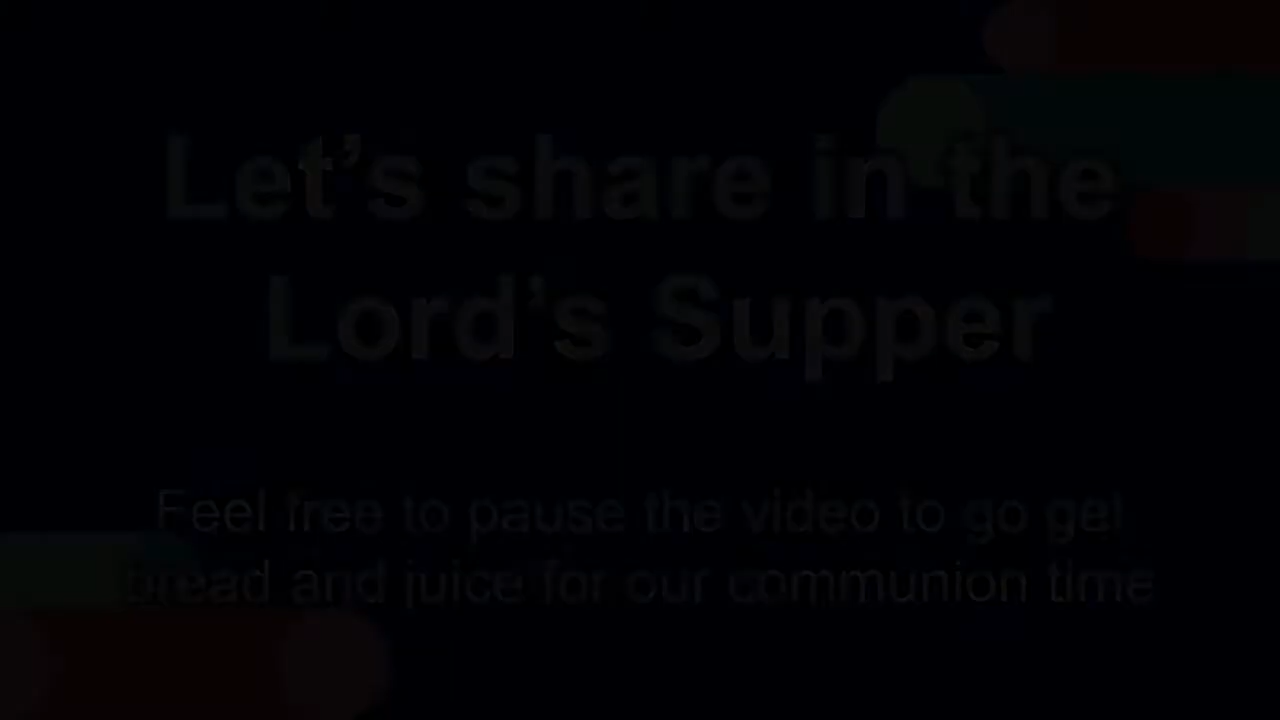 Let’s share in the
Lord’s Supper
Feel free to pause the video to go get
bread and juice for our communion time